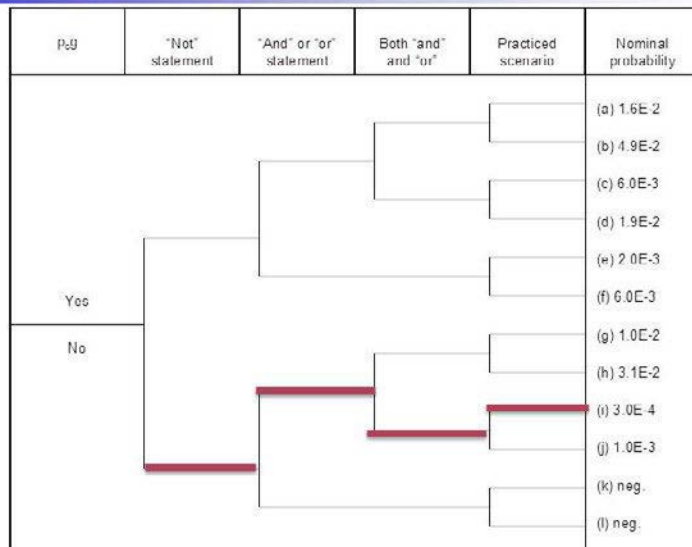 pcg
"Not" statement
"And" or "or" statement
Both "and" and "or"
Practiced scenario
Nominal probability
(a) 1.6E-2
(b) 4.9E-2
(c) 6.0E-3
(d) 1.9E-2
(e) 2.0E-3
(f) 6.0E-3
Yes
No
(g) 1.0E-2
(h) 3.1E-2
(i) 3.0E-4
(j) 1.0E-3
(k) neg.
(l) neg.